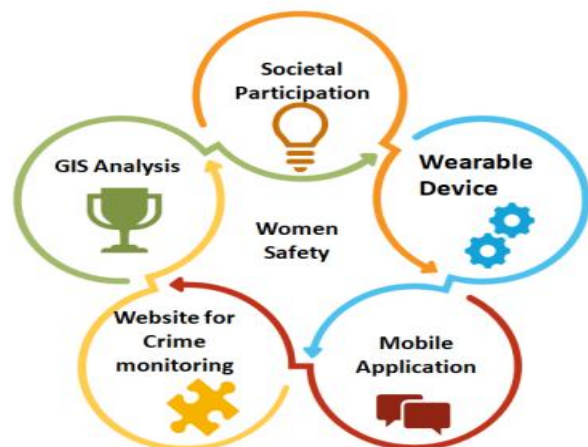 Societal
Participation
Wearable
Device
Mobile
Application
Website for
Crime
monitoring
GIS Analysis
Women
Safety